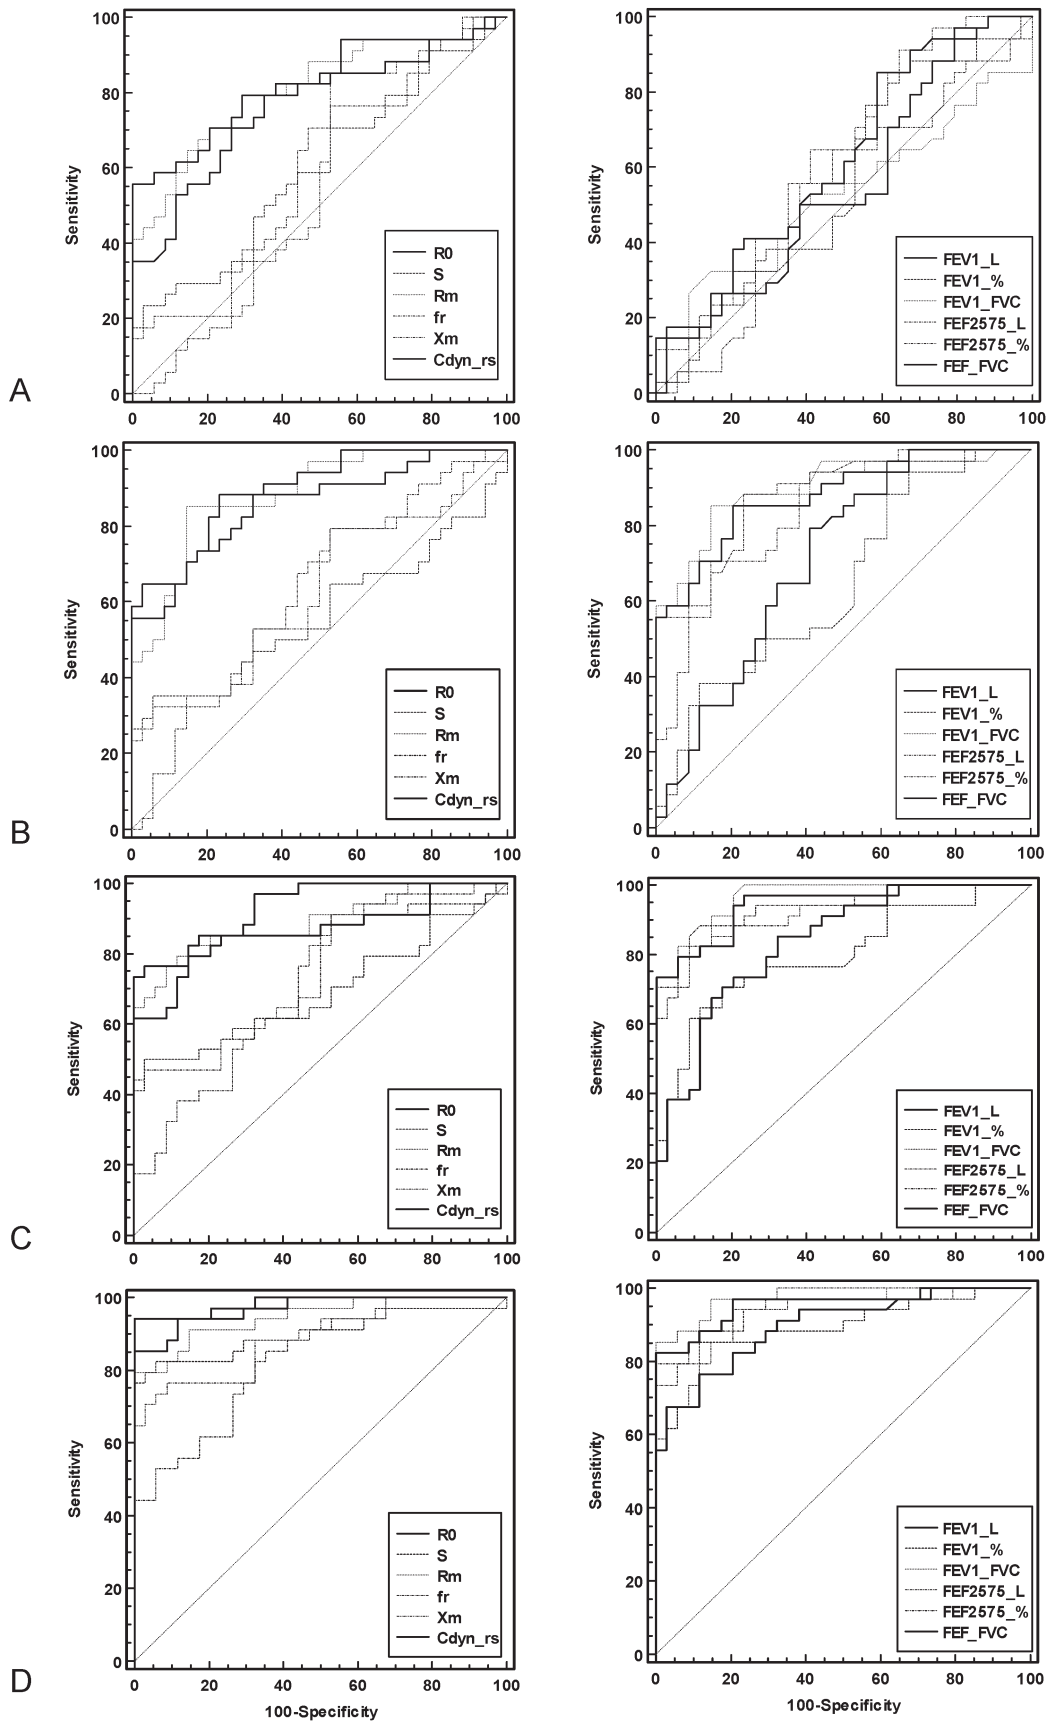 A
Sensitivity
100
80
60
40
20
0
0 20 40 60 80 100
R0
S
Rm
fr
Xm
Cdyn_rs
Sensitivity
100
80
60
40
20
0
0 20 40 60 80 100
FEV1_L
FEV1_%
FEV1_FVC
FEF2575_L
FEF2575_%
FEF_FVC
B
Sensitivity
100
80
60
40
20
0
0 20 40 60 80 100
R0
S
Rm
fr
Xm
Cdyn_rs
Sensitivity
100
80
60
40
20
0
0 20 40 60 80 100
FEV1_L
FEV1_%
FEV1_FVC
FEF2575_L
FEF2575_%
FEF_FVC
C
Sensitivity
100
80
60
40
20
0
0 20 40 60 80 100
R0
S
Rm
fr
Xm
Cdyn_rs
Sensitivity
100
80
60
40
20
0
0 20 40 60 80 100
FEV1_L
FEV1_%
FEV1_FVC
FEF2575_L
FEF2575_%
FEF_FVC
D
Sensitivity
100
80
60
40
20
0
0 20 40 60 80 100
100-Specificity
R0
S
Rm
fr
Xm
Cdyn_rs
Sensitivity
100
80
60
40
20
0
0 20 40 60 80 100
100-Specificity
FEV1_L
FEV1_%
FEV1_FVC
FEF2575_L
FEF2575_%
FEF_FVC